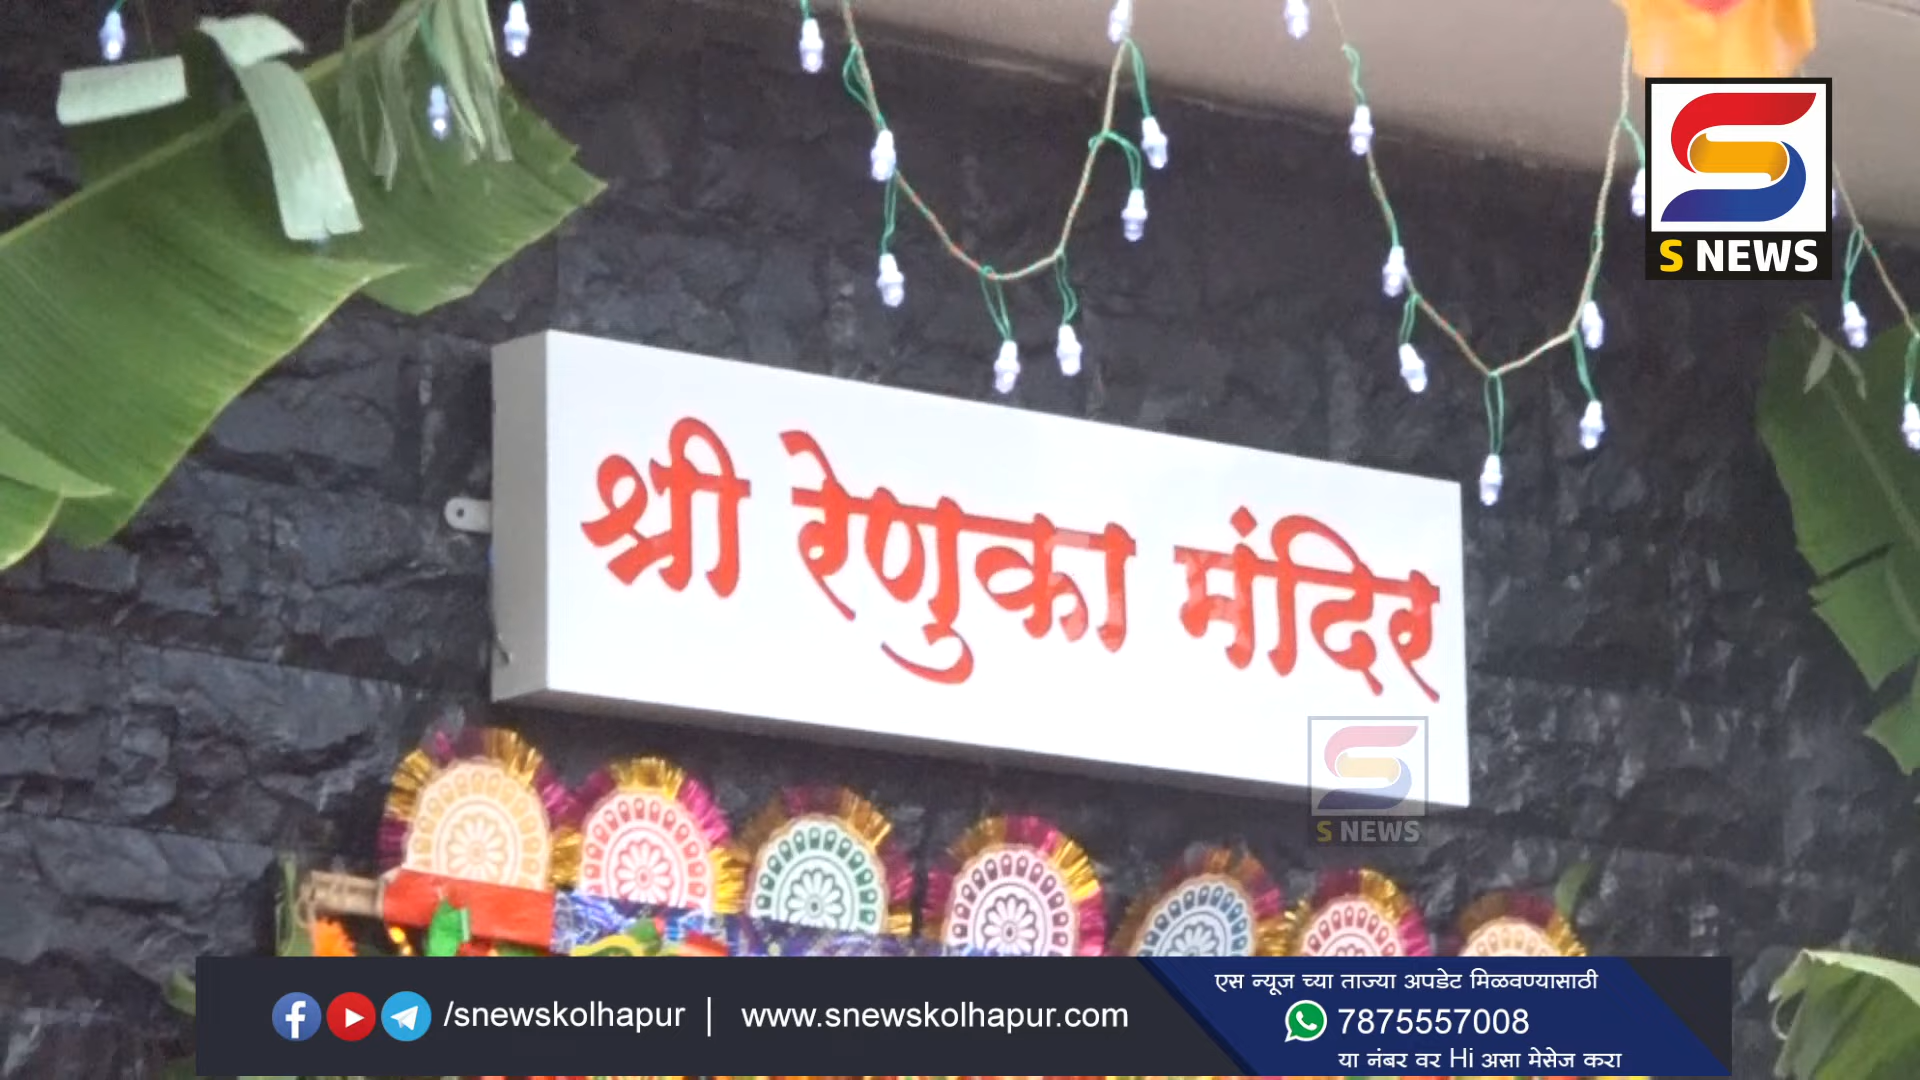 S NEWS
श्री रेणुका मंदिर
S NEWS
/snewskolhapur | www.snewskolhapur.com
एस न्यूज च्या ताज्या अपडेट मिळवण्यासाठी
7875557008
या नंबर वर Hi असा मेसेज करा